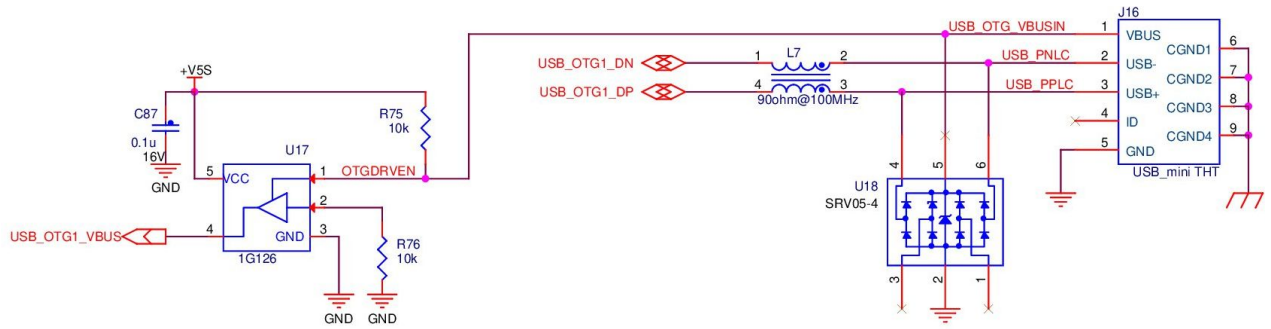 J16
USB_OTG_VBUSIN
1
VBUS
CGND1
6
USB_OTG1_DN
1
L7
2
USB_PNLC
2
USB-
CGND2
7
+V5S
USB_OTG1_DP
4
3
USB_PPLC
3
USB+
CGND3
8
90ohm@100MHz
C87
0.1u
16V
GND
R75
10k
4
ID
CGND4
9
5
GND
USB_mini THT
U17
5
VCC
1
OTGDRVEN
2
4
5
6
U18
SRV05-4
USB_OTG1_VBUS
4
GND
3
1G126
R76
10k
3
2
1
GND
GND